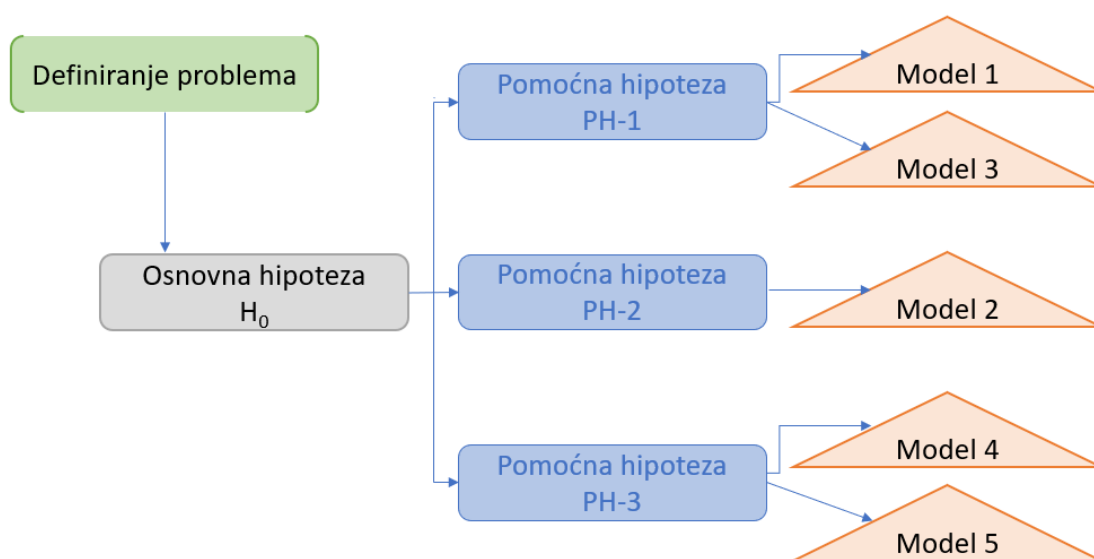 Definiranje problema
Osnovna hipoteza
H₀
Pomoćna hipoteza
PH-1
Model 1
Model 3
Pomoćna hipoteza
PH-2
Model 2
Pomoćna hipoteza
PH-3
Model 4
Model 5